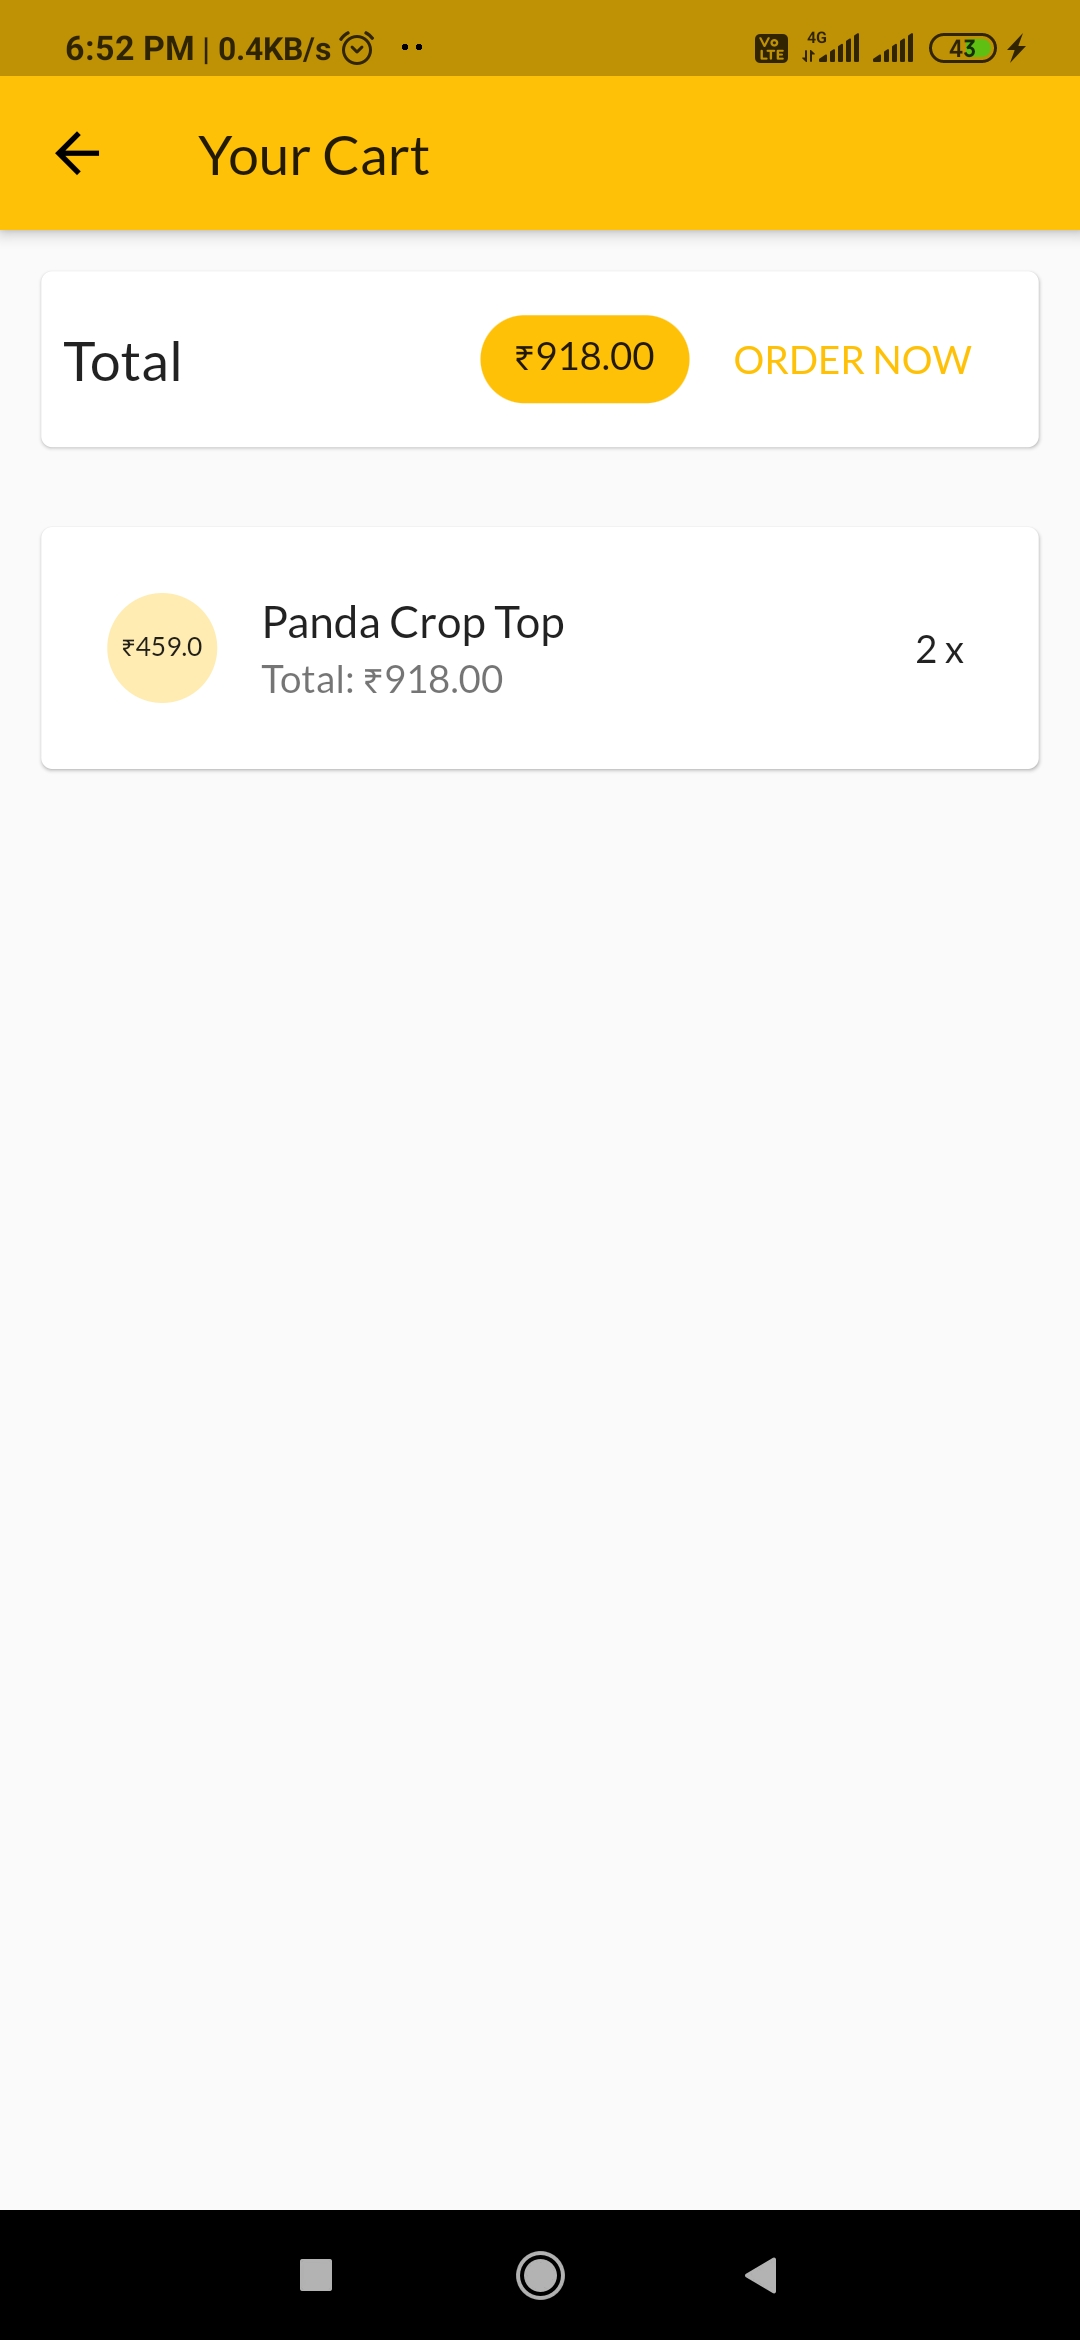 6:52 PM | 0.4KB/s
Vo LTE 4G 43
Your Cart
Total ₹918.00 ORDER NOW
₹459.0 Panda Crop Top 2 x
Total: ₹918.00